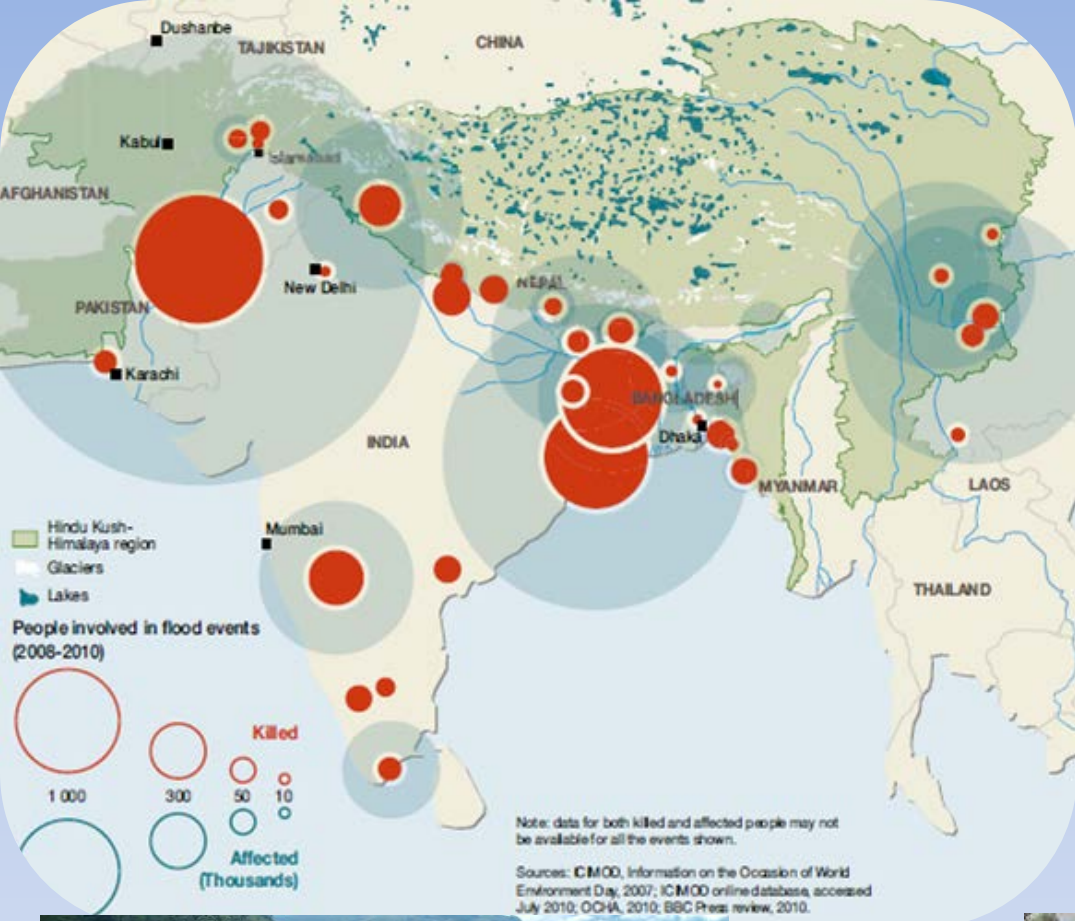 Dushanbe
TAJIKISTAN
CHINA
Kabul
Islamabad
AFGHANISTAN
New Delhi
NEPAL
PAKISTAN
Karachi
BANGLADESH
Dhaka
INDIA
MYANMAR
LAOS
Mumbai
THAILAND
Hindu Kush-
Himalaya region
Glaciers
Lakes
People involved in flood events
(2008-2010)
Killed
1 000 300 50 10
Affected
(Thousands)
Note: data for both killed and affected people may not
be available for all the events shown.
Sources: ICIMOD, Information on the Occasion of World
Environment Day, 2007; ICIMOD online database, accessed
July 2010; OCHA, 2010; BBC Press review, 2010.